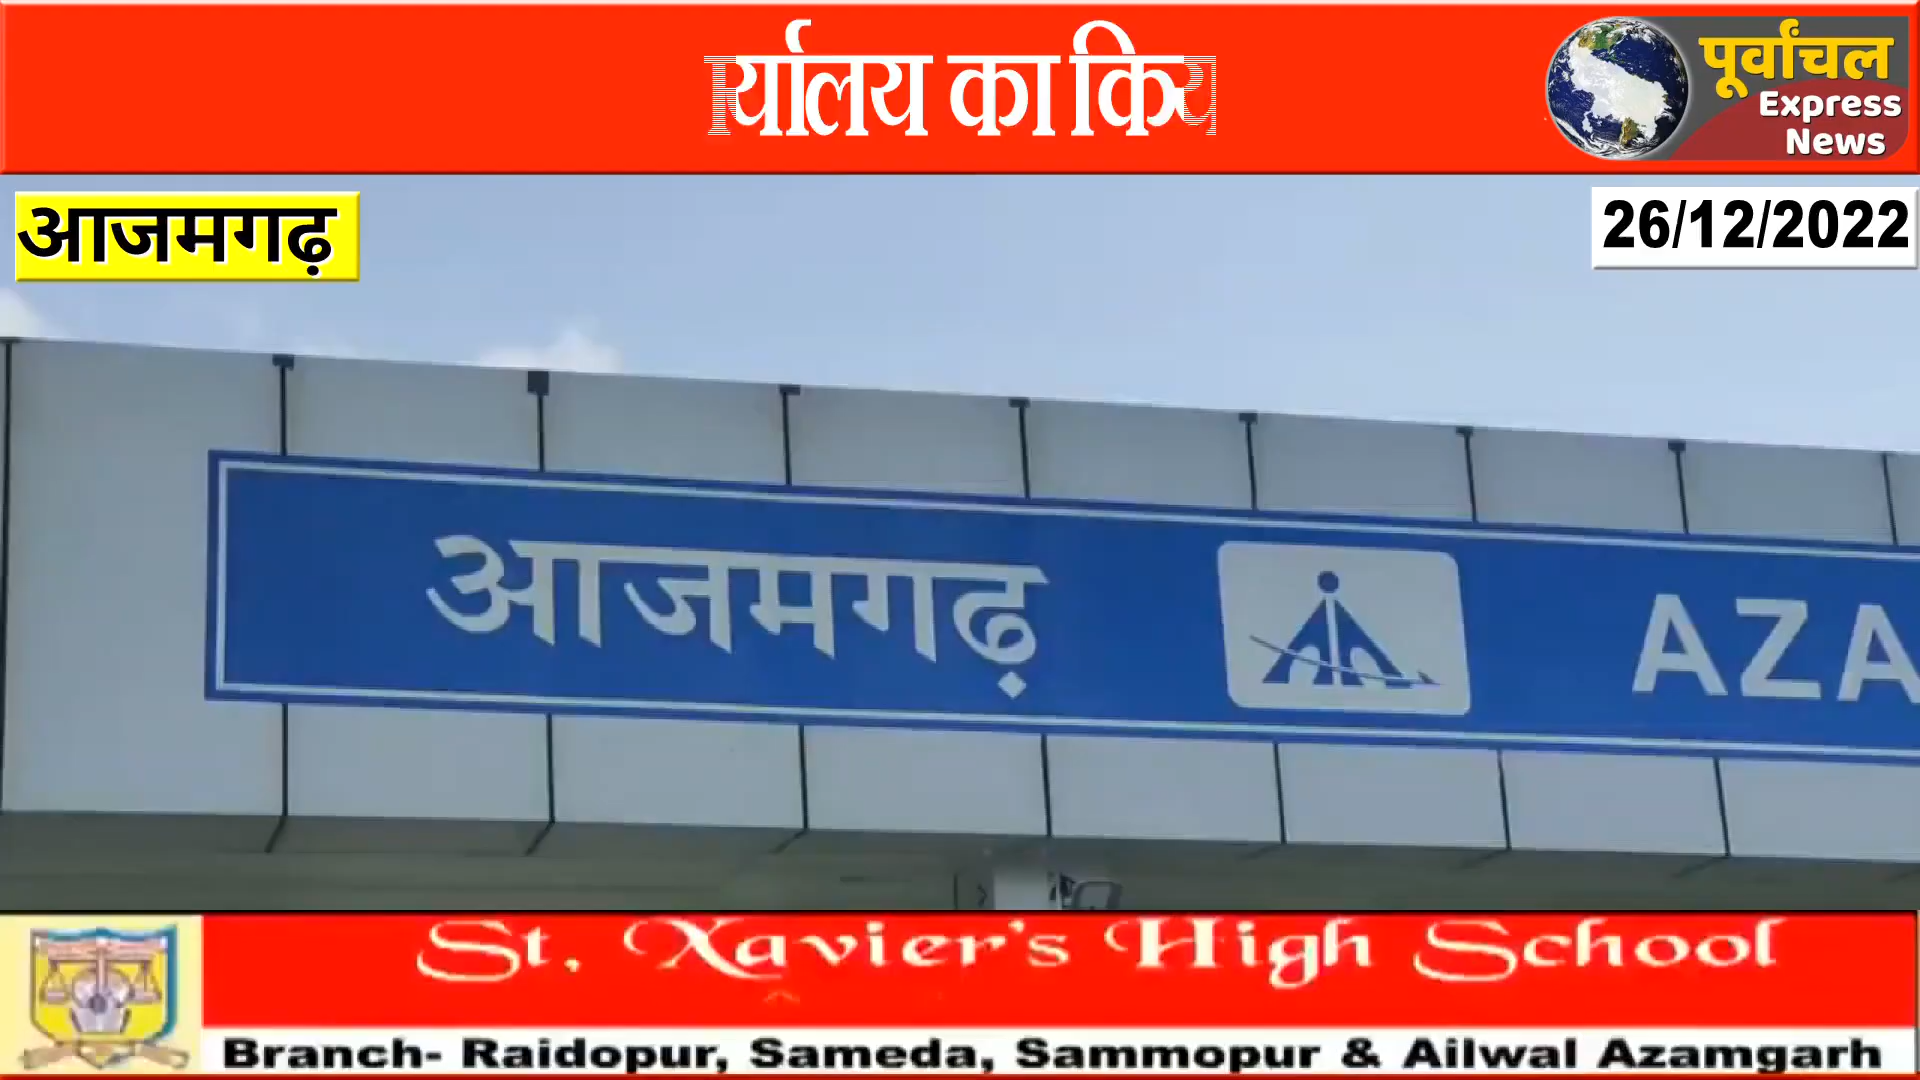 र्यालय का कि
पूर्वांचल
Express
News
आजमगढ़
26/12/2022
आजमगढ़
AZA
St. Xavier's High School
Branch- Raidopur, Sameda, Sammopur & Ailwal Azamgarh